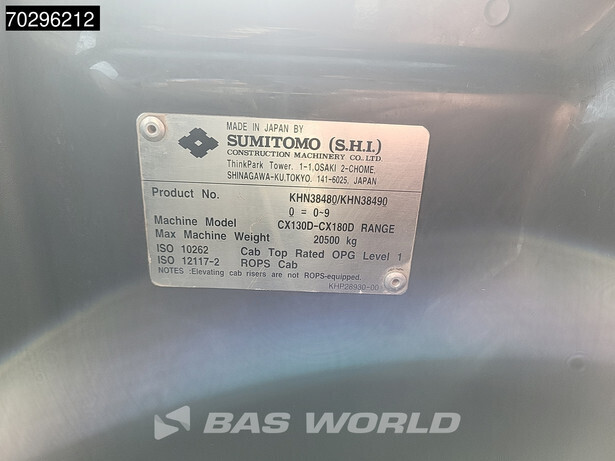 70296212
MADE IN JAPAN BY
SUMITOMO (S.H.I.)
CONSTRUCTION MACHINERY CO. LTD.
ThinkPark Tower, 1-1,OSAKI 2-CHOME,
SHINAGAWA-KU,TOKYO, 141-6025, JAPAN
Product No. KHN38480/KHN38490
0 = 0-9
Machine Model CX130D-CX180D RANGE
Max Machine Weight 20500 kg
ISO 10262 Cab Top Rated OPG Level 1
ISO 12117-2 ROPS Cab
NOTES :Elevating cab risers are not ROPS-equipped.
KHP28930-00
BAS WORLD